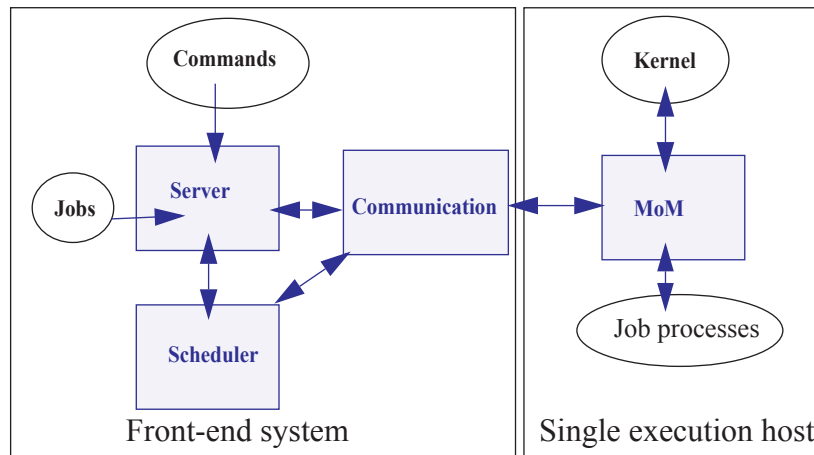 Commands
Kernel
Server
Jobs
Communication
MoM
Scheduler
Job processes
Front-end system
Single execution host